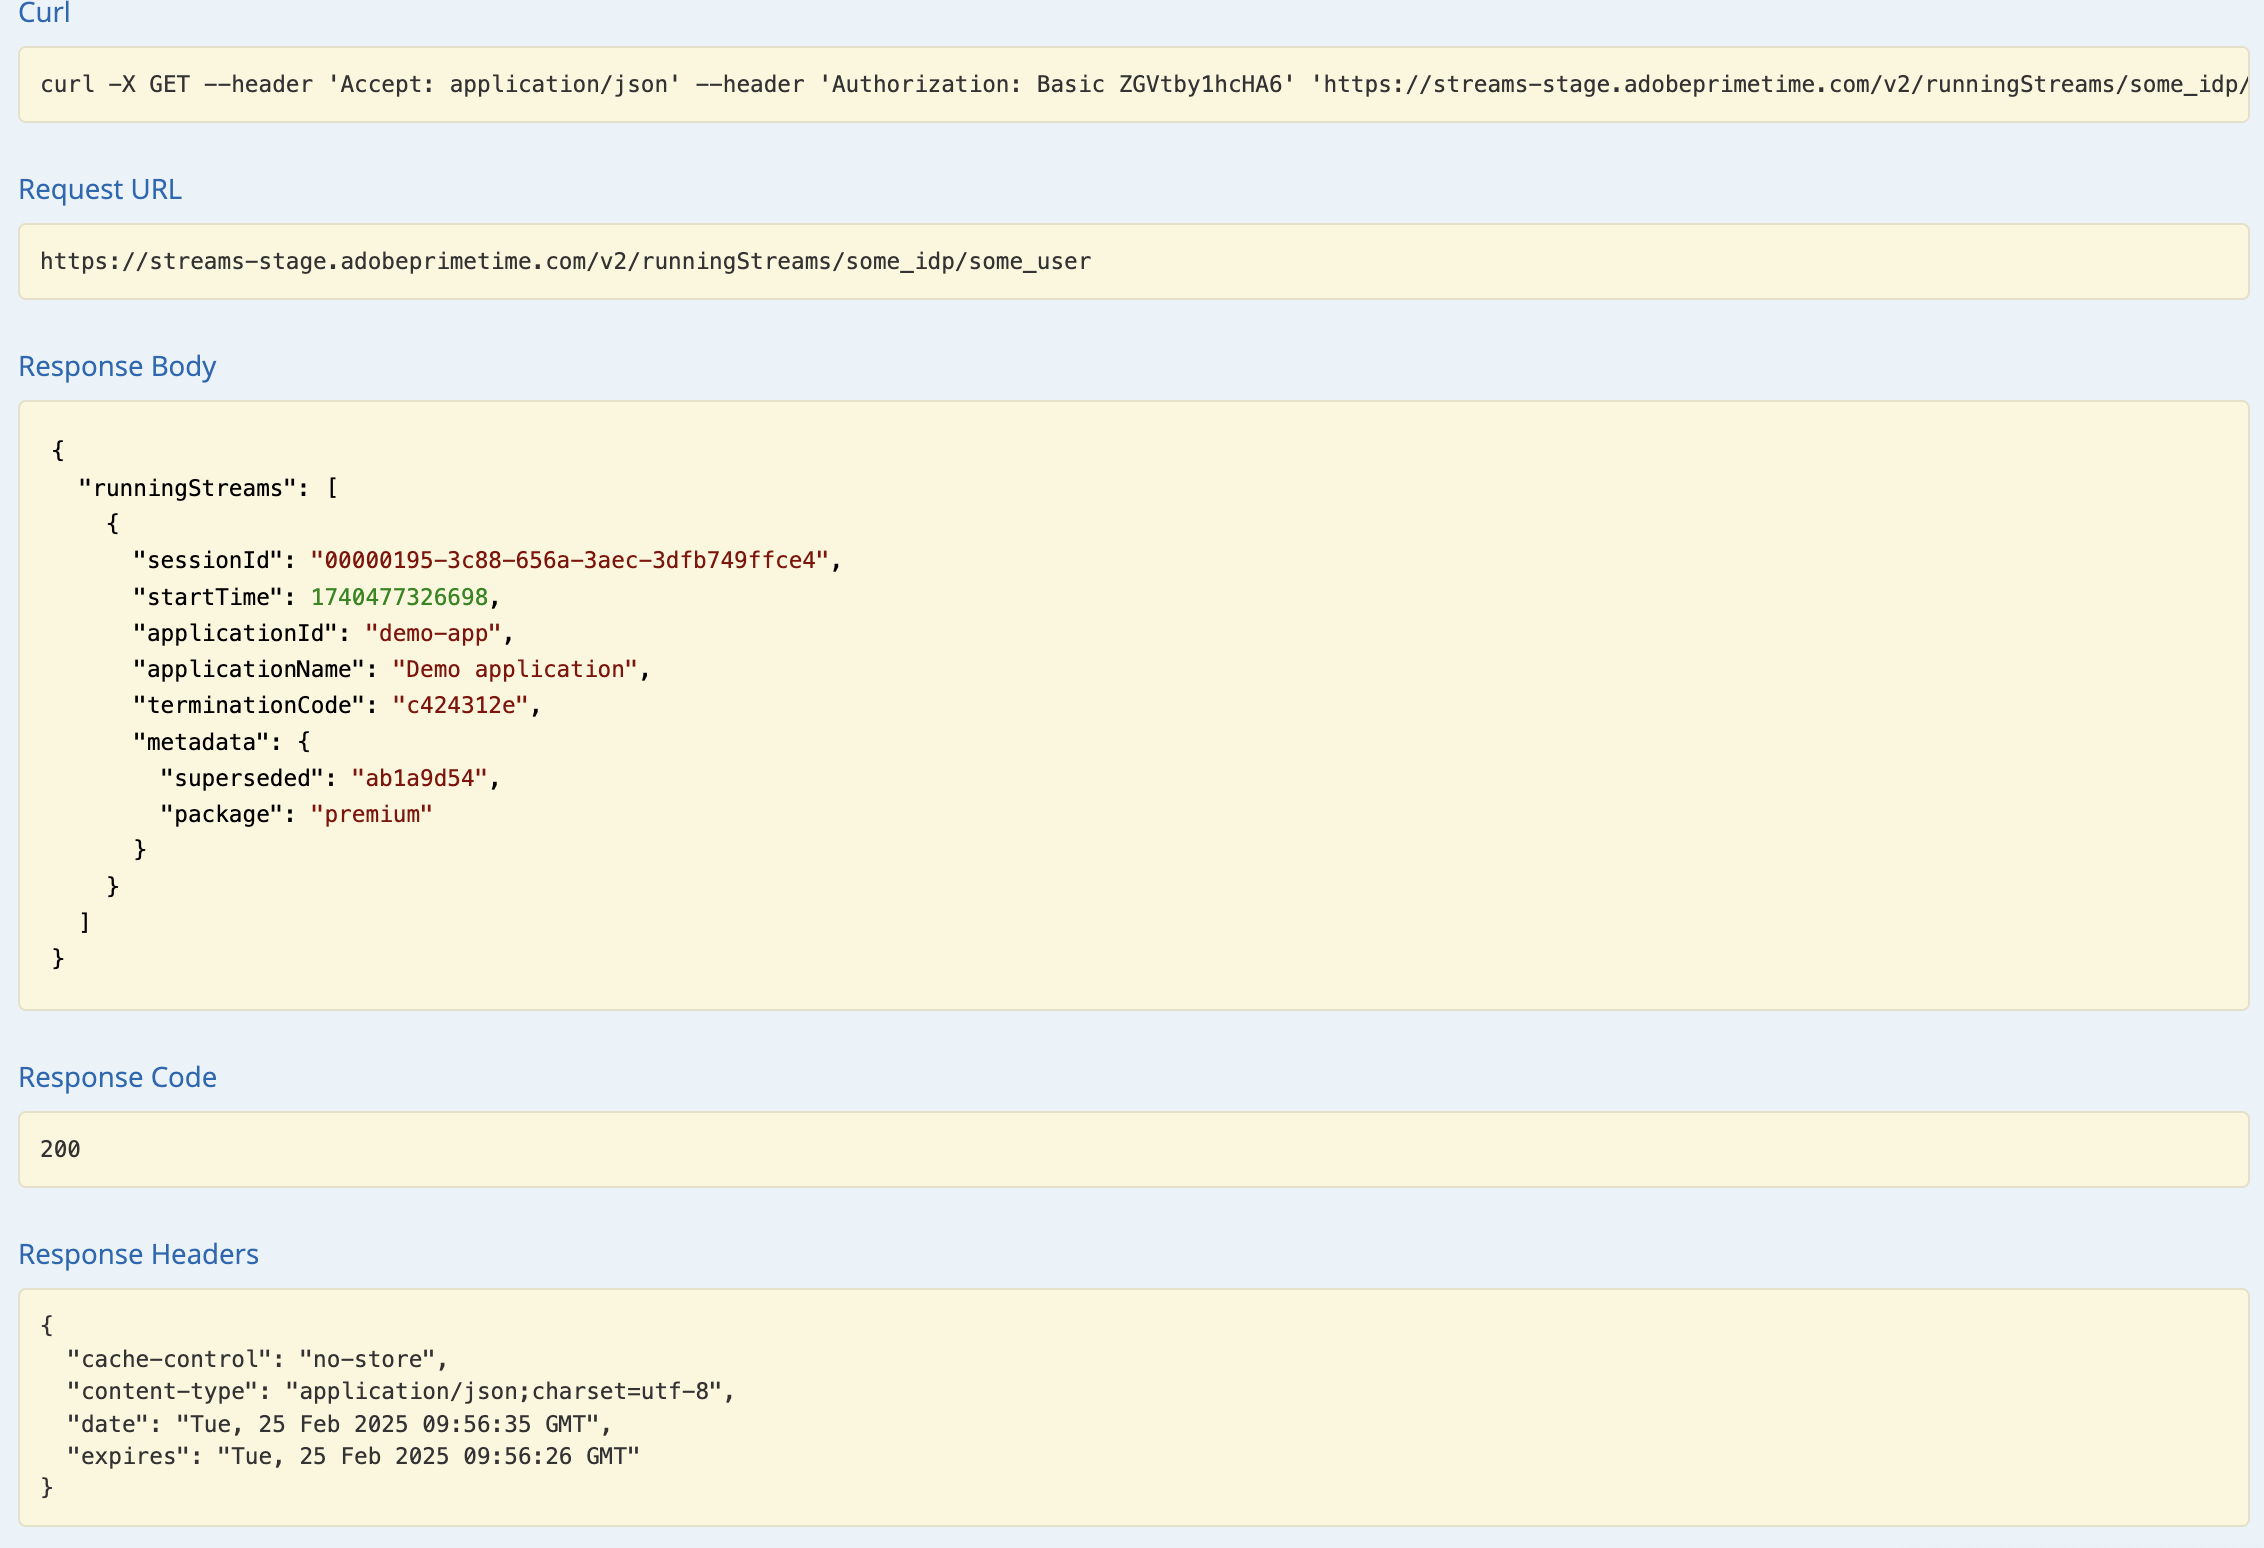 Curl
curl -X GET --header 'Accept: application/json' --header 'Authorization: Basic ZGVtby1hcHA6' 'https://streams-stage.adobeprimetime.com/v2/runningStreams/some_idp/
Request URL
https://streams-stage.adobeprimetime.com/v2/runningStreams/some_idp/some_user
Response Body
{
  "runningStreams": [
    {
      "sessionId": "00000195-3c88-656a-3aec-3dfb749ffce4",
      "startTime": 1740477326698,
      "applicationId": "demo-app",
      "applicationName": "Demo application",
      "terminationCode": "c424312e",
      "metadata": {
        "superseded": "ab1a9d54",
        "package": "premium"
      }
    }
  ]
}
Response Code
200
Response Headers
{
  "cache-control": "no-store",
  "content-type": "application/json;charset=utf-8",
  "date": "Tue, 25 Feb 2025 09:56:35 GMT",
  "expires": "Tue, 25 Feb 2025 09:56:26 GMT"
}